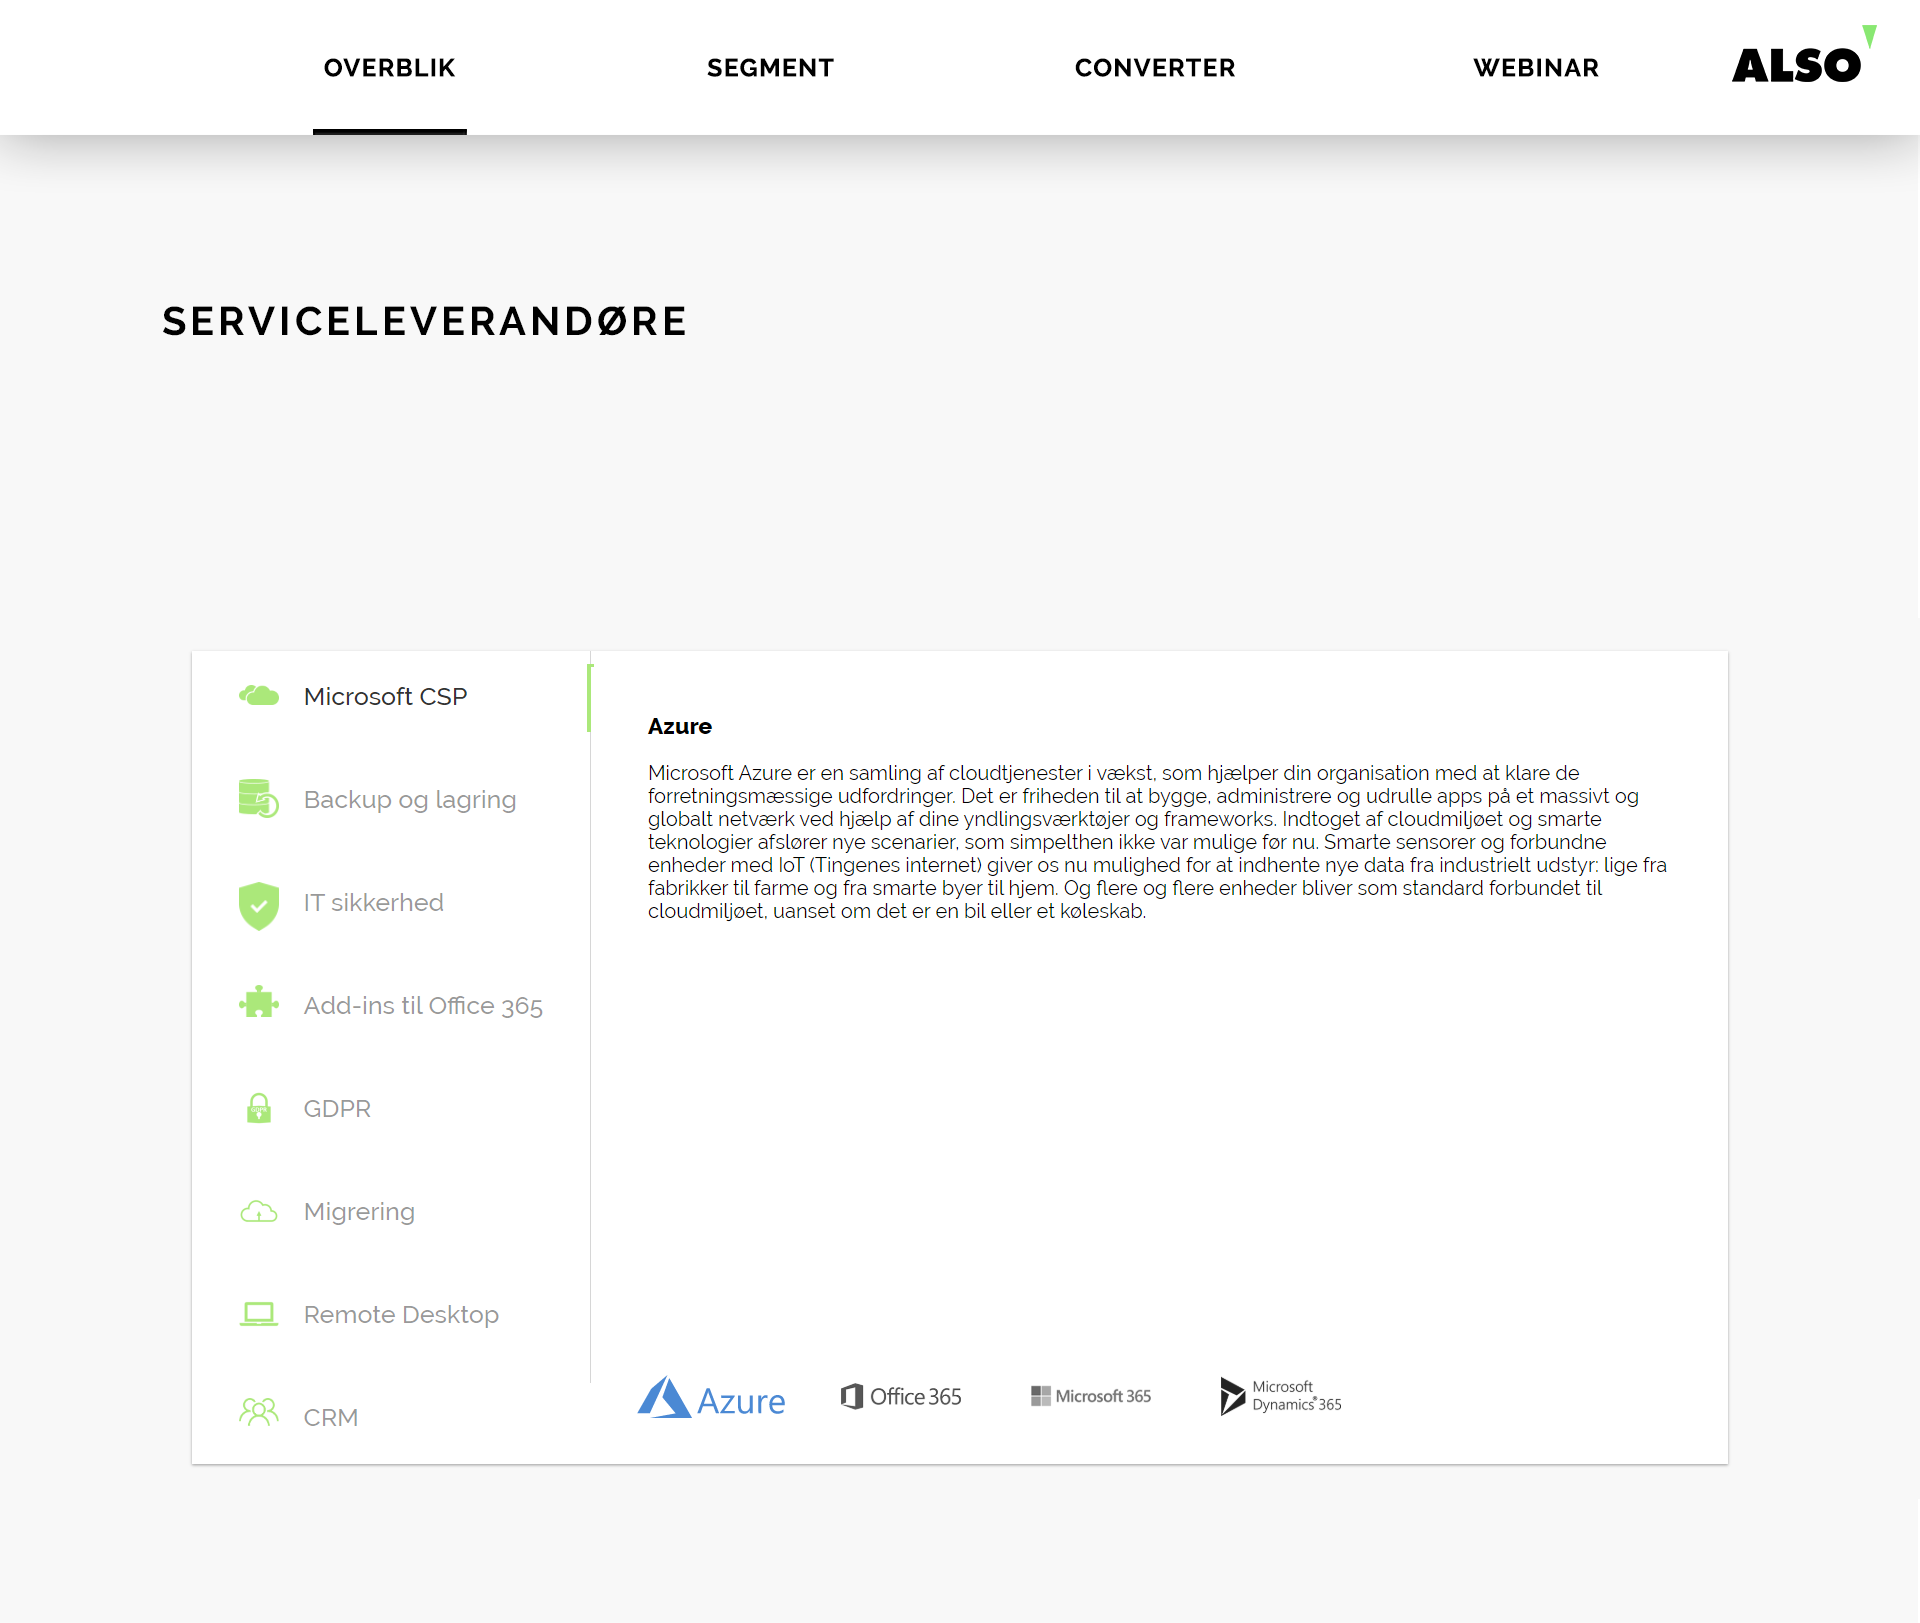 OVERBLIK
SEGMENT
CONVERTER
WEBINAR
ALSO
SERVICELEVERANDØRE
Microsoft CSP
Backup og lagring
IT sikkerhed
Add-ins til Office 365
GDPR
Migrering
Remote Desktop
CRM
Azure
Microsoft Azure er en samling af cloudtjenester i vækst, som hjælper din organisation med at klare de
forretningsmæssige udfordringer. Det er friheden til at bygge, administrere og udrulle apps på et massivt og
globalt netværk ved hjælp af dine yndlingsværktøjer og frameworks. Indtoget af cloudmiljøet og smarte
teknologier afslører nye scenarier, som simpelthen ikke var mulige før nu. Smarte sensorer og forbundne
enheder med IoT (Tingenes internet) giver os nu mulighed for at indhente nye data fra industrielt udstyr: lige fra
fabrikker til farme og fra smarte byer til hjem. Og flere og flere enheder bliver som standard forbundet til
cloudmiljøet, uanset om det er en bil eller et køleskab.
Azure
Office 365
Microsoft 365
Microsoft
Dynamics® 365